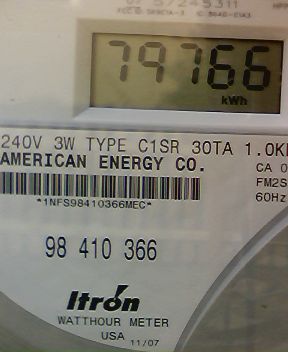 79766
kWh
240V 3W TYPE C1SR 30TA 1.0K
AMERICAN ENERGY CO.
CA 0
FM2S
60Hz
*1NFS98410366MEC*
98 410 366
Itrón
WATTHOUR METER
USA 11/07